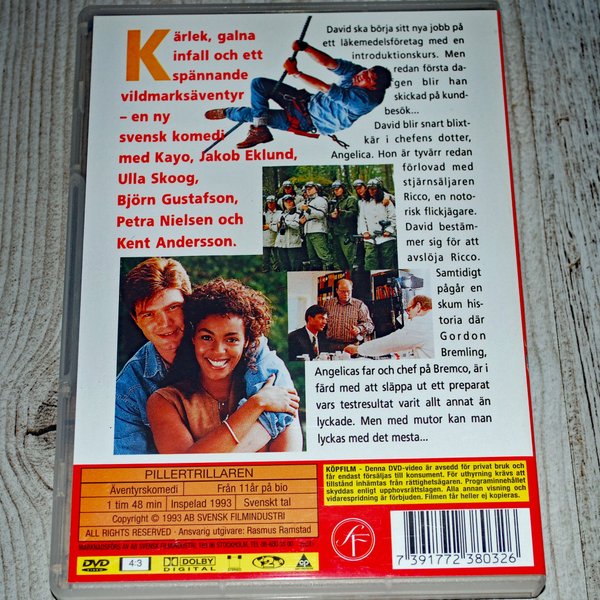 Kärlek, galna
infall och ett
spännande
vildmarksäventyr
– en ny
svensk komedi
med Kayo, Jakob Eklund,
Ulla Skoog,
Björn Gustafson,
Petra Nielsen och
Kent Andersson.
David ska börja sitt nya jobb på
ett läkemedelsföretag med en
introduktionskurs. Men
redan första da-
gen blir han
skickad på kund-
besök...
David blir snart blixt-
kär i chefens dotter,
Angelica. Hon är tyvärr redan
förlovad med
stjärnsäljaren
Ricco, en noto-
risk flickjägare.
David bestäm-
mer sig för att
avslöja Ricco.
Samtidigt
pågår en
skum his-
toria där
Gordon
Bremling,
Angelicas far och chef på Bremco, är i
färd med att släppa ut ett preparat
vars testresultat varit allt annat än
lyckade. Men med mutor kan man
lyckas med det mesta...
PILLERTRILLAREN
Äventyrskomedi
Från 11år på bio
1 tim 48 min
Inspelad 1993
Svenskt tal
Copyright © 1993 AB SVENSK FILMINDUSTRI
ALL RIGHTS RESERVED - Ansvarig utgivare: Rasmus Ramstad
KÖPFILM - Denna DVD-video är avsedd för privat bruk och
får endast försäljas till konsument. För uthyrning krävs att
tillstånd inhämtas från rättighetsägaren. Programinnehållet
skyddas enligt upphovsrättslagen. All annan visning och
vidarespridning är förbjuden. Filmen får heller ej kopieras.
DVD
VIDEO
4:3
DOLBY
DIGITAL
2
SF
7 391772 380326